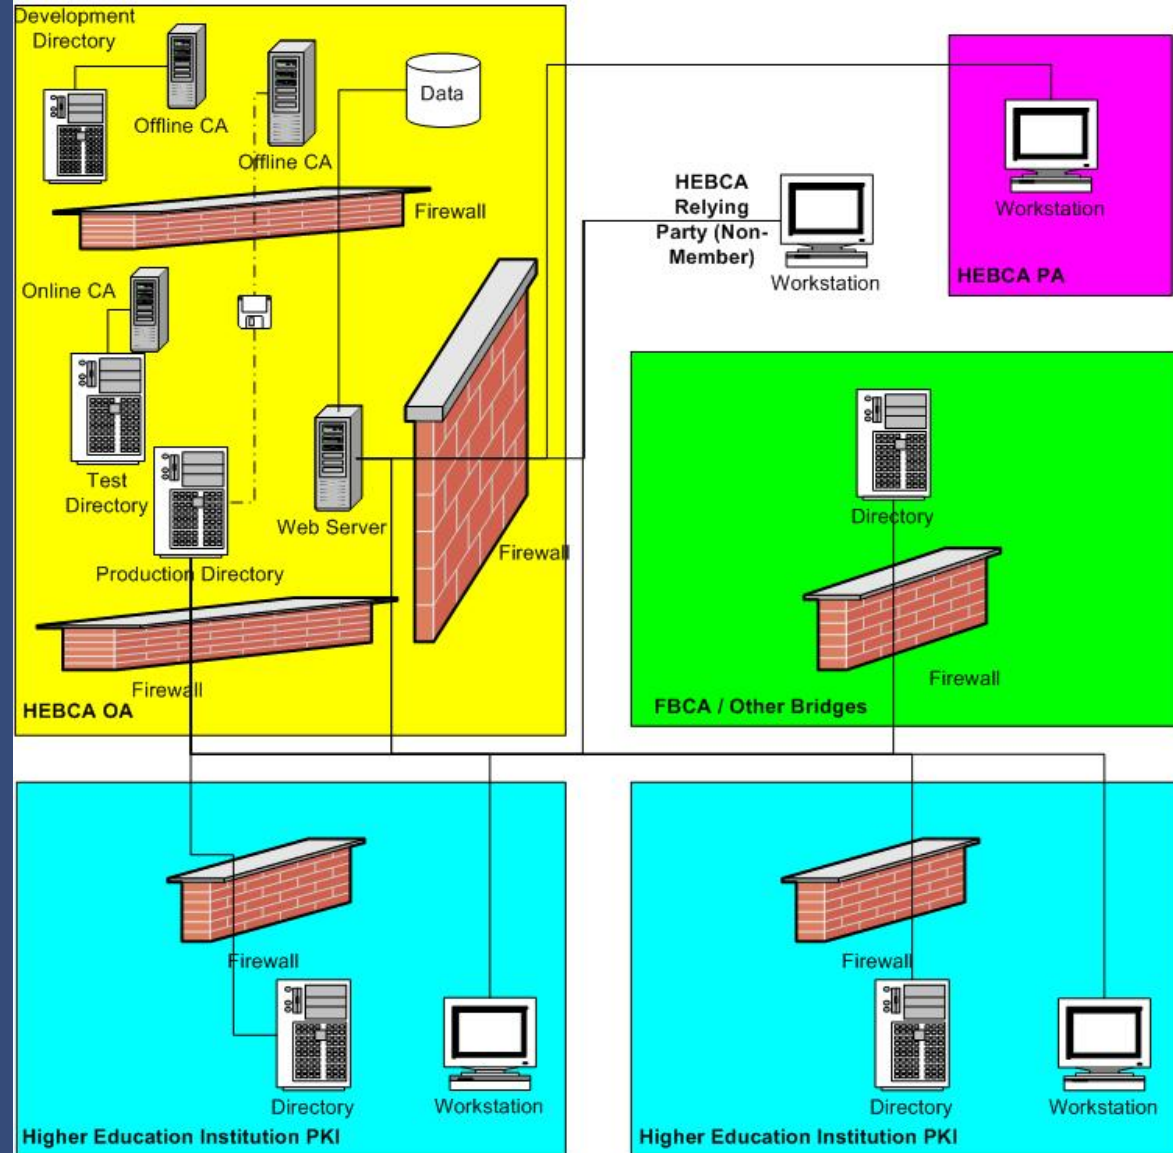 Development
Directory
Offline CA
Offline CA
Data
Firewall
Online CA
Test
Directory
Web Server
Production Directory
Firewall
Firewall
HEBCA OA
HEBCA
Relying
Party (Non-
Member)
Workstation
Workstation
HEBCA PA
Directory
Firewall
FBCA / Other Bridges
Firewall
Directory
Workstation
Higher Education Institution PKI
Firewall
Directory
Workstation
Higher Education Institution PKI